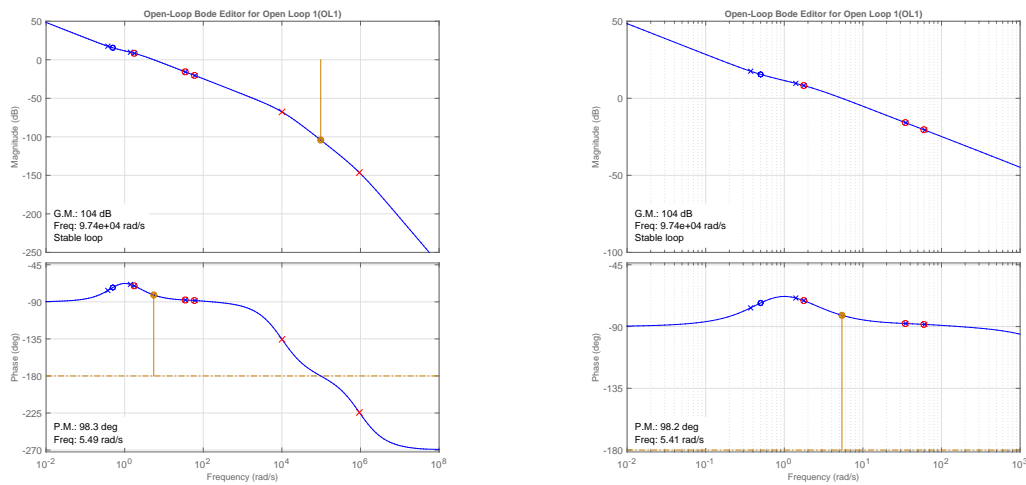 Open-Loop Bode Editor for Open Loop 1(OL1)
50
0
-50
-100
-150
-200
-250
Magnitude (dB)
G.M.: 104 dB
Freq: 9.74e+04 rad/s
Stable loop
-45
-90
-135
-180
-225
-270
Phase (deg)
P.M.: 98.3 deg
Freq: 5.49 rad/s
10^-2
10^0
10^2
10^4
10^6
10^8
Frequency (rad/s)
Open-Loop Bode Editor for Open Loop 1(OL1)
50
0
-50
-100
Magnitude (dB)
G.M.: 104 dB
Freq: 9.74e+04 rad/s
Stable loop
-45
-90
-135
-180
Phase (deg)
P.M.: 98.2 deg
Freq: 5.41 rad/s
10^-2
10^-1
10^0
10^1
10^2
10^3
Frequency (rad/s)